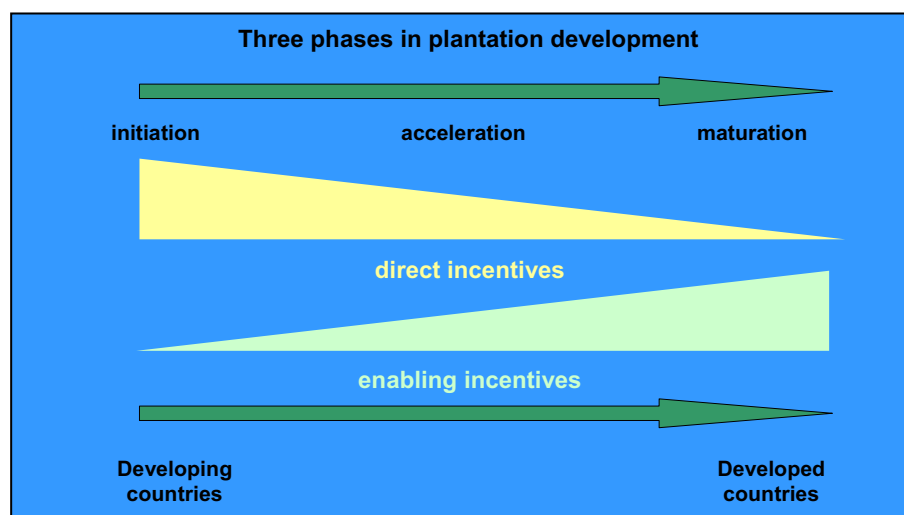 Three phases in plantation development
initiation acceleration maturation
direct incentives
enabling incentives
Developing Developed
countries countries